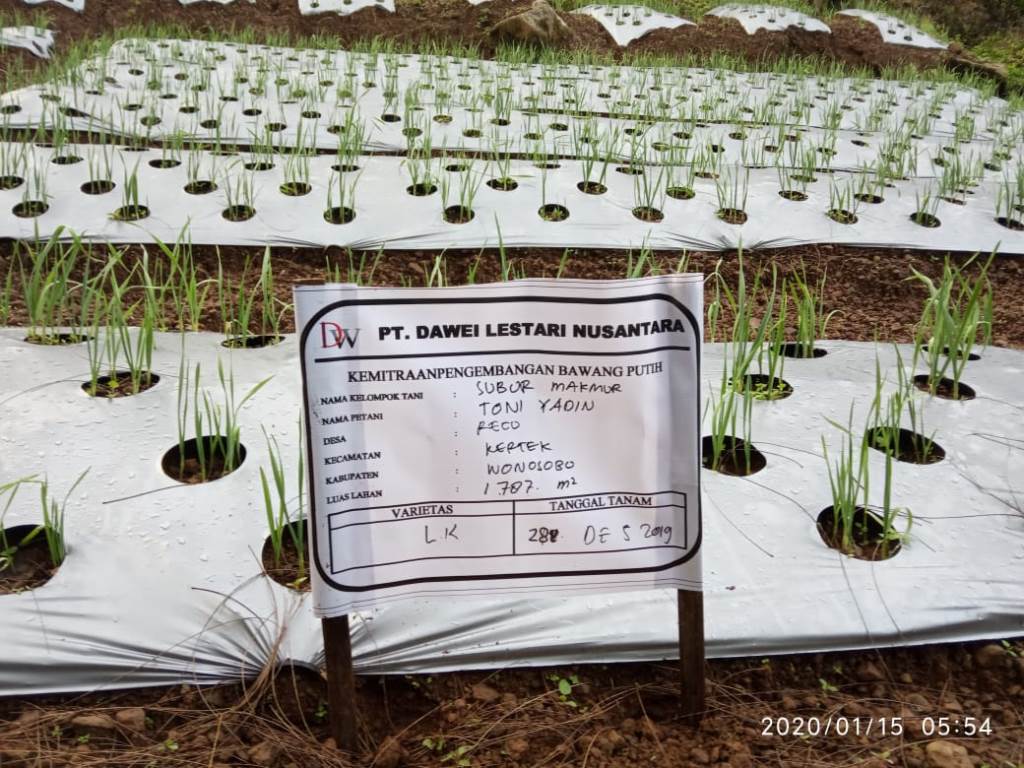 DW PT. DAWEI LESTARI NUSANTARA
KEMITRAANPENGEMBANGAN BAWANG PUTIH
NAMA KELOMPOK TANI : SUBUR MAKMUR
NAMA PETANI : TONI YADIN
DESA : RECO
KECAMATAN : KERTEK
KABUPATEN : WONOSOBO
LUAS LAHAN : 1.787. m²
VARIETAS TANGGAL TANAM
L.K DES 2019
2020/01/15 05:54